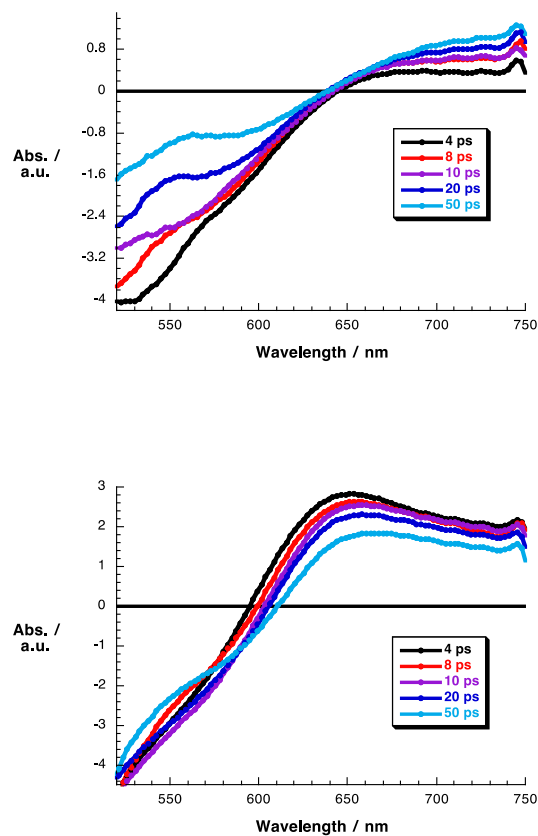 0.8
0
-0.8
-1.6
-2.4
-3.2
-4
Abs. /
a.u.
4 ps
8 ps
10 ps
20 ps
50 ps
550 600 650 700 750
Wavelength / nm
3
2
1
0
-1
-2
-3
-4
Abs. /
a.u.
4 ps
8 ps
10 ps
20 ps
50 ps
550 600 650 700 750
Wavelength / nm